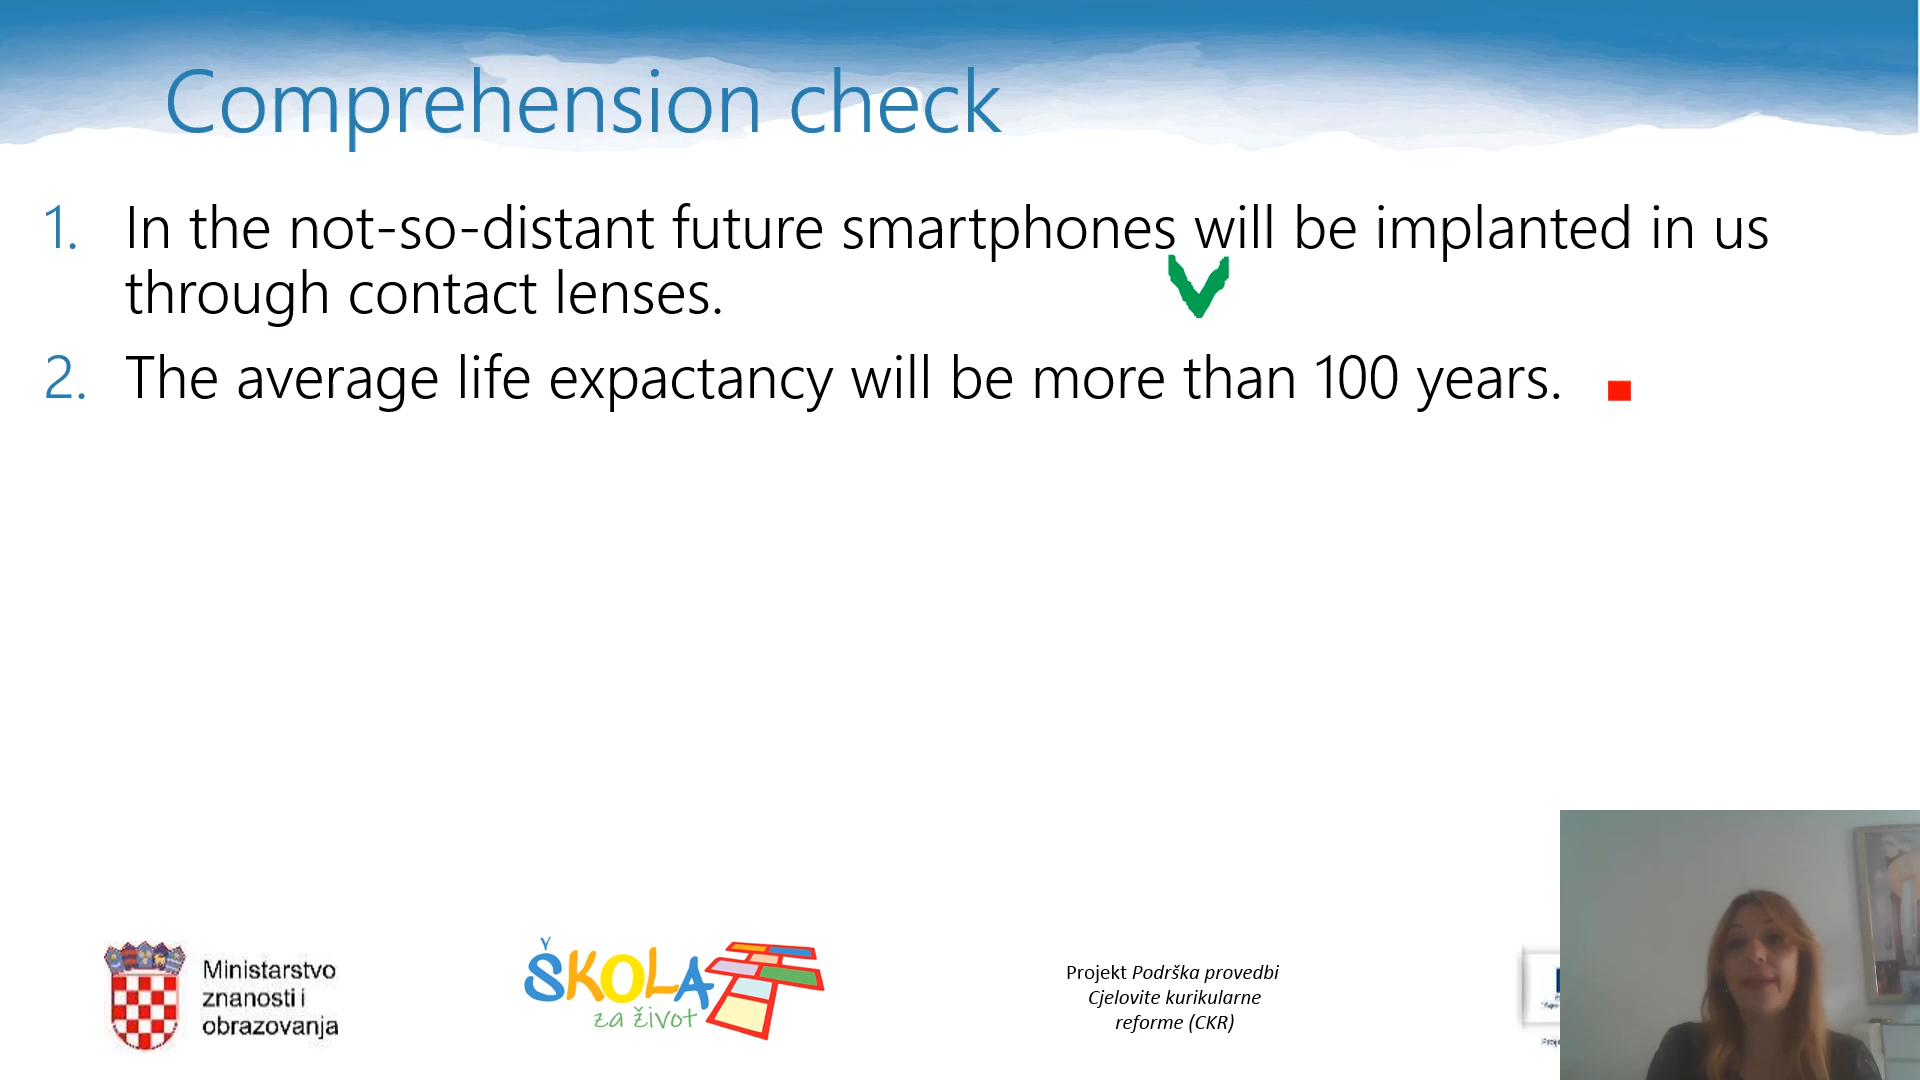 Comprehension check
1. In the not-so-distant future smartphones will be implanted in us
through contact lenses.
2. The average life expactancy will be more than 100 years.
Ministarstvo
znanosti i
obrazovanja
ŠKOLA
za život
Projekt Podrška provedbi
Cjelovite kurikularne
reforme (CKR)